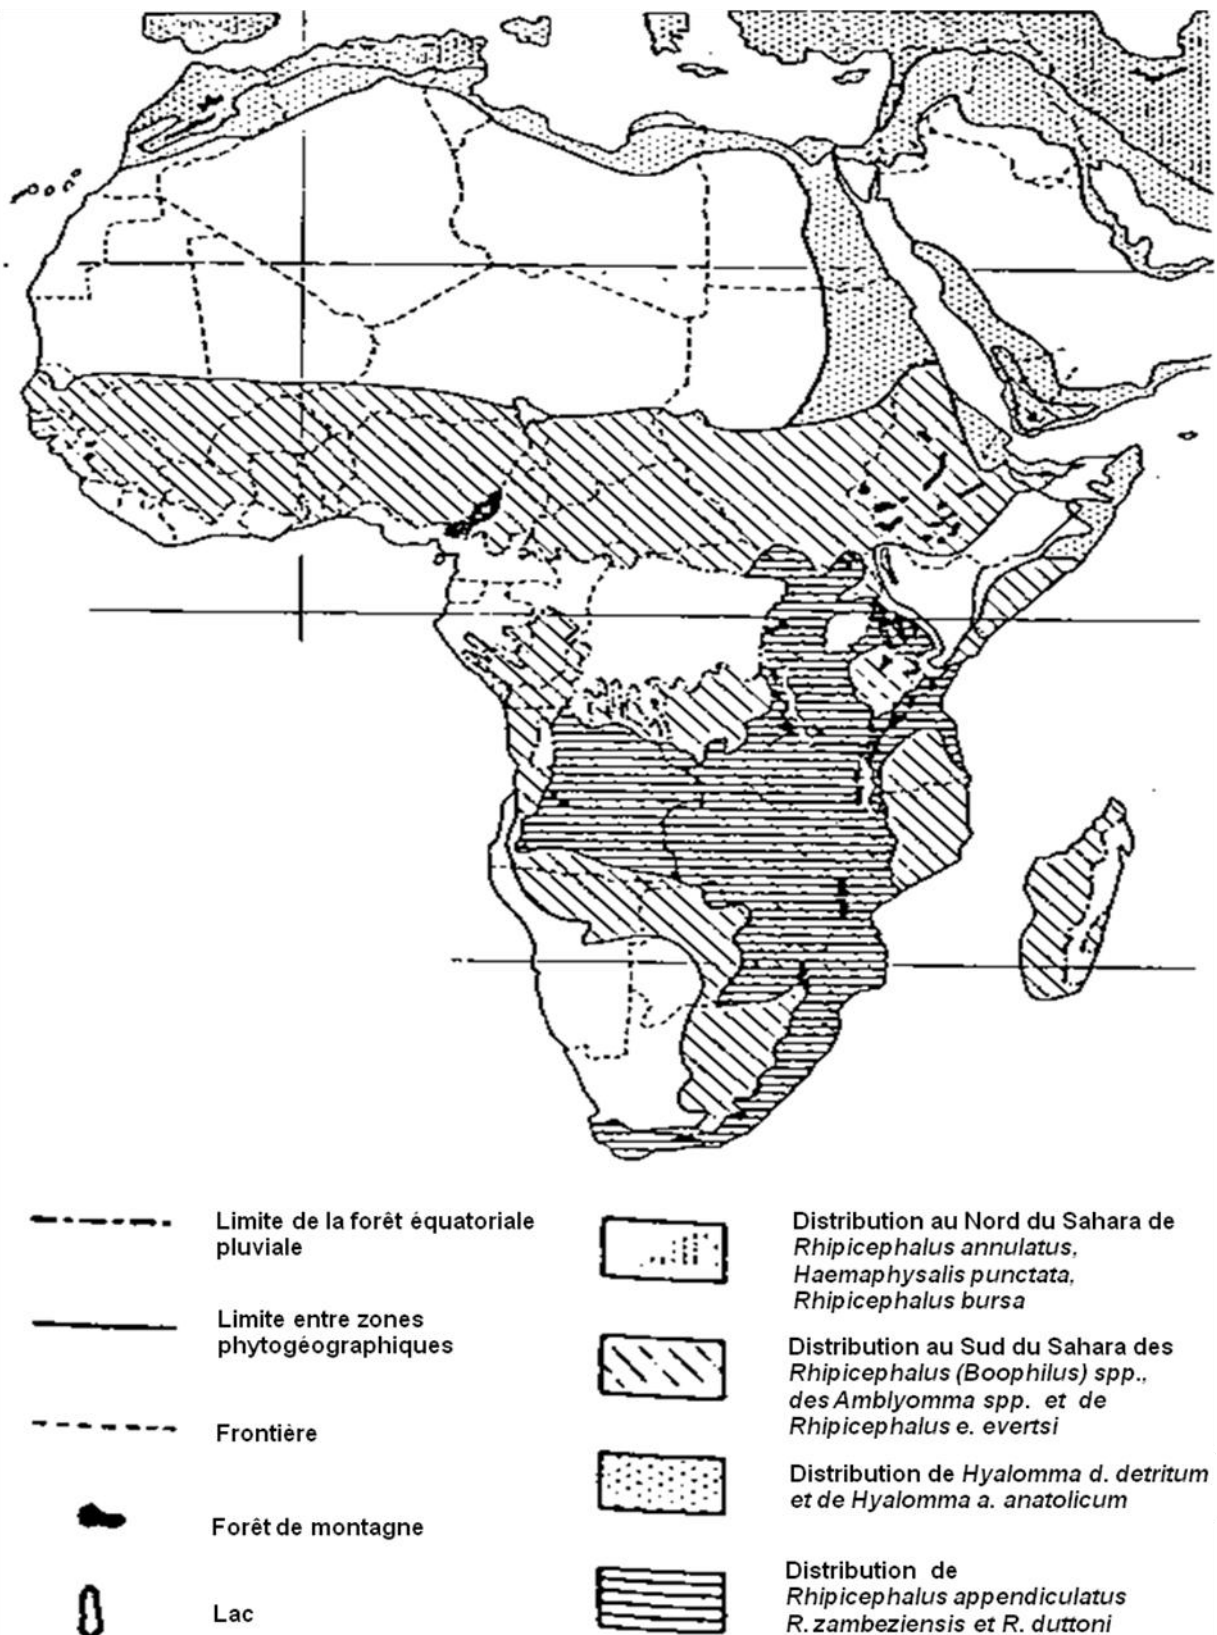 Limite de la forêt équatoriale
pluviale
Limite entre zones
phytogéographiques
Frontière
Forêt de montagne
Lac
Distribution au Nord du Sahara de
Rhipicephalus annulatus,
Haemaphysalis punctata,
Rhipicephalus bursa
Distribution au Sud du Sahara des
Rhipicephalus (Boophilus) spp.,
des Amblyomma spp. et de
Rhipicephalus e. evertsi
Distribution de Hyalomma d. detritum
et de Hyalomma a. anatolicum
Distribution de
Rhipicephalus appendiculatus
R. zambeziensis et R. duttoni